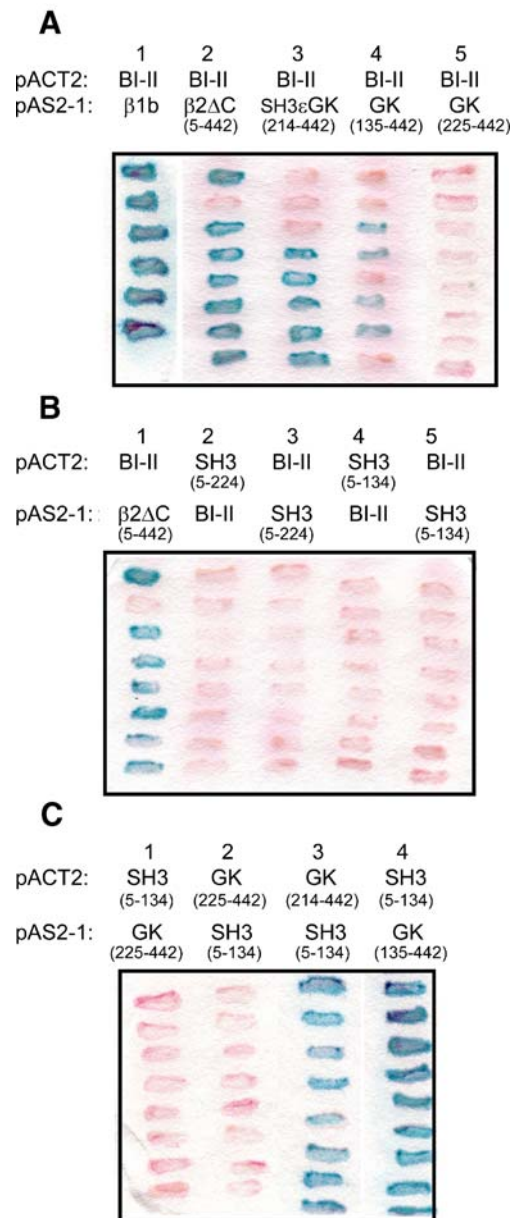 A
1 2 3 4 5
pACT2: BI-II BI-II BI-II BI-II BI-II
pAS2-1: β1b β2ΔC SH3εGK GK GK
(5-442) (214-442) (135-442) (225-442)
B
1 2 3 4 5
pACT2: BI-II SH3 BI-II SH3 BI-II
(5-224) (5-134)
pAS2-1: β2ΔC BI-II SH3 BI-II SH3
(5-442) (5-224) (5-134)
C
1 2 3 4
pACT2: SH3 GK GK SH3
(5-134) (225-442) (214-442) (5-134)
pAS2-1: GK SH3 SH3 GK
(225-442) (5-134) (5-134) (135-442)